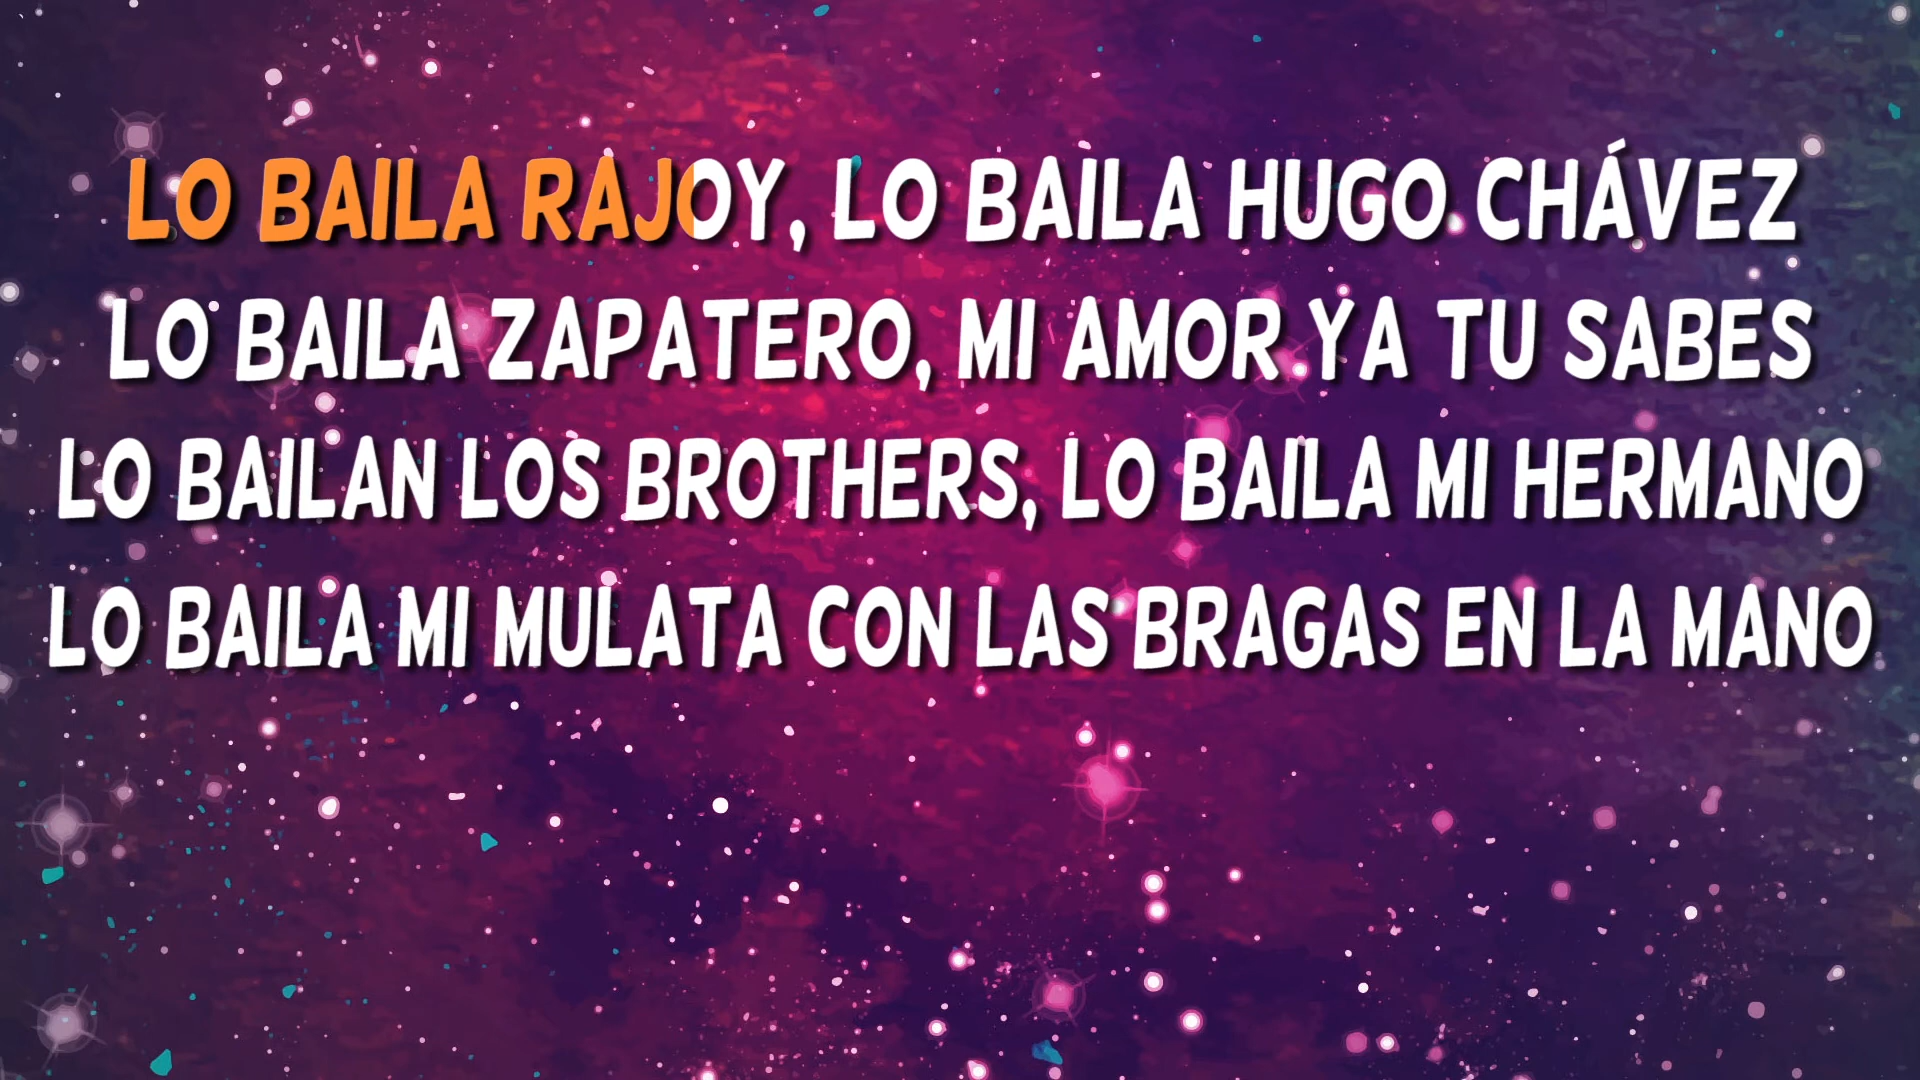 LO BAILA RAJOY, LO BAILA HUGO CHÁVEZ
LO BAILA ZAPATERO, MI AMOR YA TU SABES
LO BAILAN LOS BROTHERS, LO BAILA MI HERMANO
LO BAILA MI MULATA CON LAS BRAGAS EN LA MANO